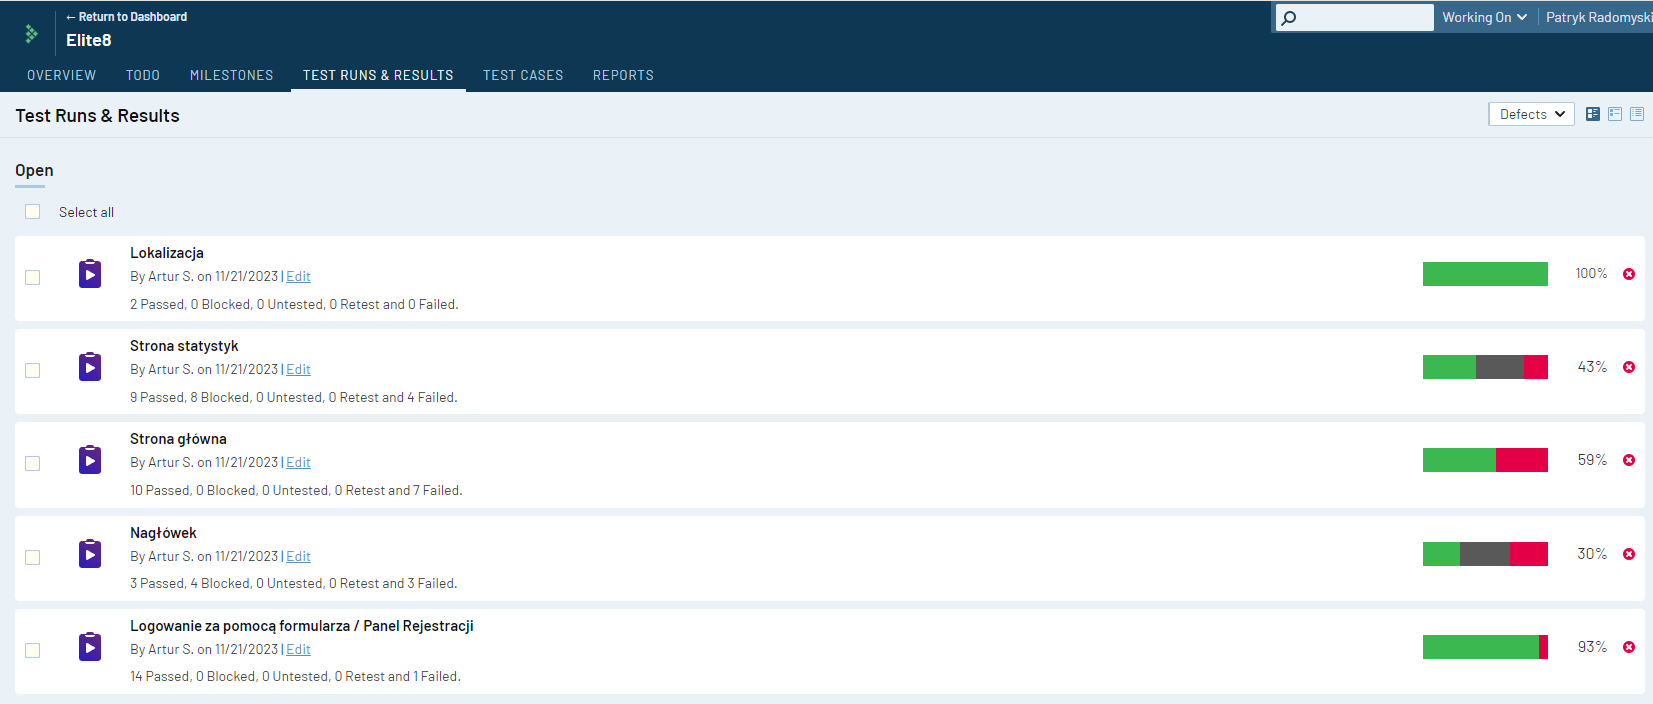 ← Return to Dashboard
Elite8
Working On
Patryk Radomyski
OVERVIEW TODO MILESTONES TEST RUNS & RESULTS TEST CASES REPORTS
Test Runs & Results
Defects
Open
Select all
Lokalizacja
By Artur S. on 11/21/2023 | Edit
100%
2 Passed, 0 Blocked, 0 Untested, 0 Retest and 0 Failed.
Strona statystyk
By Artur S. on 11/21/2023 | Edit
43%
9 Passed, 8 Blocked, 0 Untested, 0 Retest and 4 Failed.
Strona główna
By Artur S. on 11/21/2023 | Edit
59%
10 Passed, 0 Blocked, 0 Untested, 0 Retest and 7 Failed.
Nagłówek
By Artur S. on 11/21/2023 | Edit
30%
3 Passed, 4 Blocked, 0 Untested, 0 Retest and 3 Failed.
Logowanie za pomocą formularza / Panel Rejestracji
By Artur S. on 11/21/2023 | Edit
93%
14 Passed, 0 Blocked, 0 Untested, 0 Retest and 1 Failed.